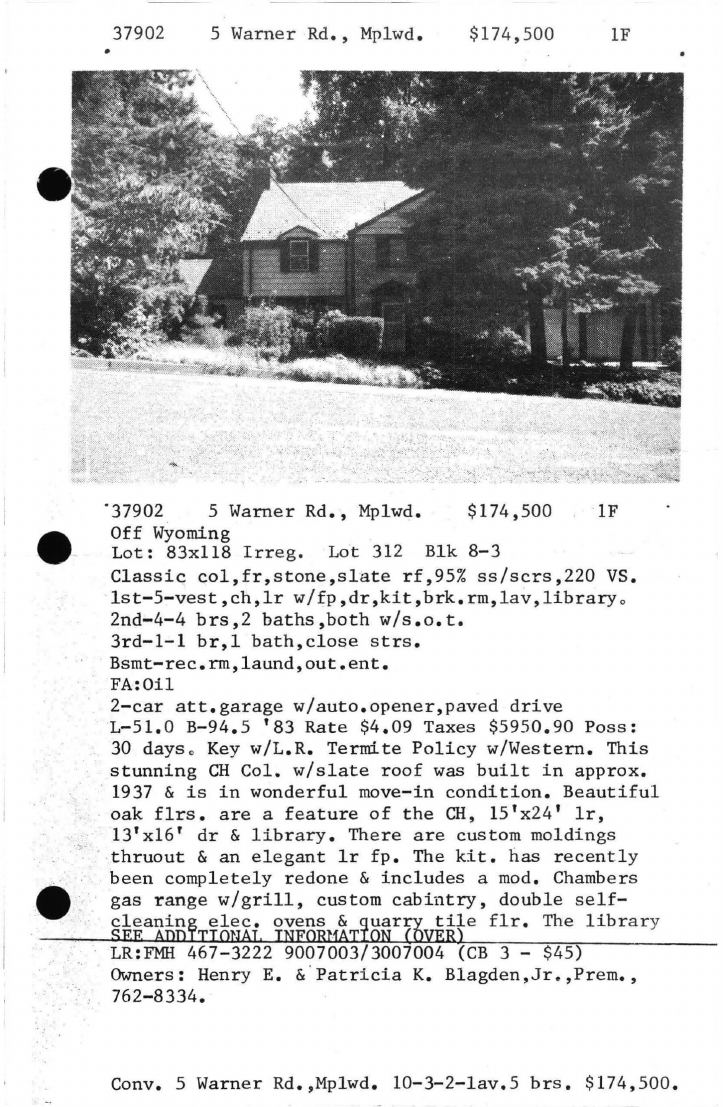 37902 5 Warner Rd., Mplwd. $174,500 1F
37902 5 Warner Rd., Mplwd. $174,500 1F
Off Wyoming
Lot: 83x118 Irreg. Lot 312 Blk 8-3
Classic col,fr,stone,slate rf,95% ss/scrs,220 VS.
1st-5-vest,ch,lr w/fp,dr,kit,brk.rm,lav,library.
2nd-4-4 brs,2 baths,both w/s.o.t.
3rd-1-1 br,1 bath,close strs.
Bsmt-rec.rm,laund,out.ent.
FA:Oil
2-car att.garage w/auto.opener,paved drive
L-51.0 B-94.5 '83 Rate $4.09 Taxes $5950.90 Poss:
30 days. Key w/L.R. Termite Policy w/Western. This
stunning CH Col. w/slate roof was built in approx.
1937 & is in wonderful move-in condition. Beautiful
oak flrs. are a feature of the CH, 15'x24' lr,
13'x16' dr & library. There are custom moldings
thruout & an elegant lr fp. The kit. has recently
been completely redone & includes a mod. Chambers
gas range w/grill, custom cabintry, double self-
cleaning elec. ovens & quarry tile flr. The library
SEE ADDITIONAL INFORMATION (OVER)
LR:FMH 467-3222 9007003/3007004 (CB 3 - $45)
Owners: Henry E. & Patricia K. Blagden,Jr.,Prem.,
762-8334.
Conv. 5 Warner Rd.,Mplwd. 10-3-2-lav.5 brs. $174,500.